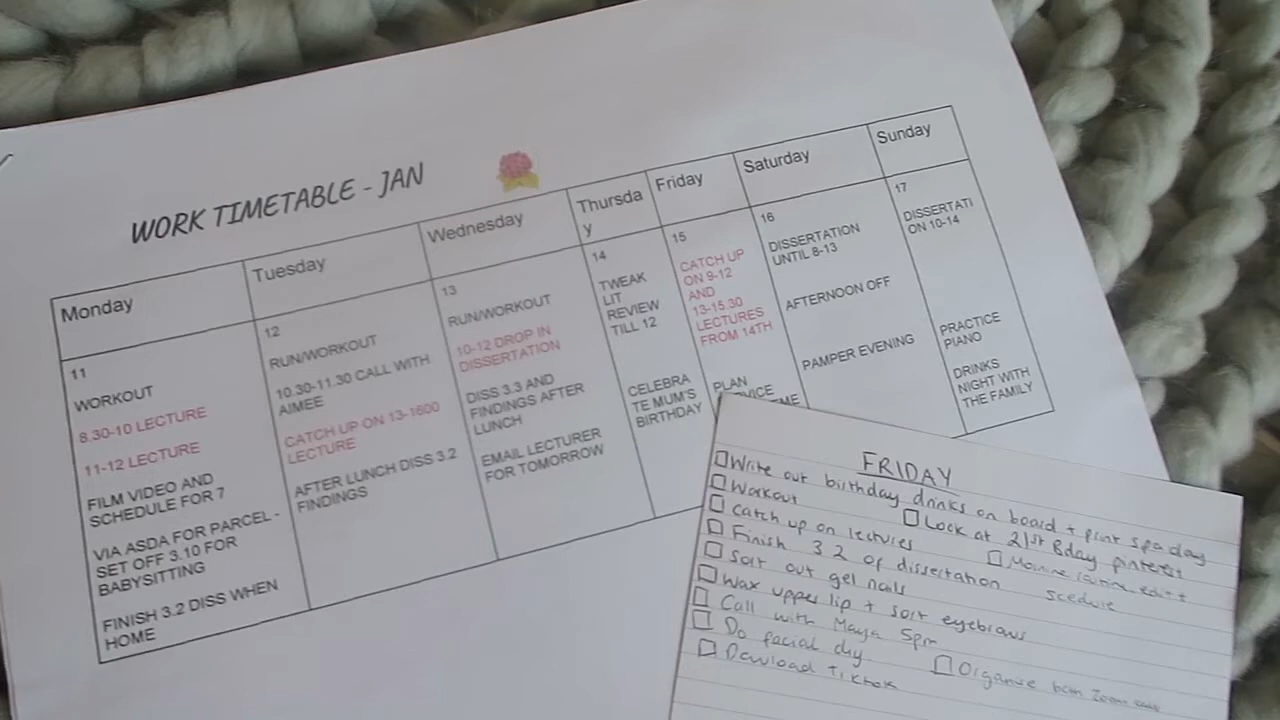 WORK TIMETABLE - JAN
Monday
Tuesday
Wednesday
Thursda
y
Friday
Saturday
Sunday
11
WORKOUT
8.30-10 LECTURE
11-12 LECTURE
FILM VIDEO AND
SCHEDULE FOR 7
VIA ASDA FOR PARCEL -
SET OFF 3.10 FOR
BABYSITTING
FINISH 3.2 DISS WHEN
HOME
12
RUN/WORKOUT
10.30-11.30 CALL WITH
AIMEE
CATCH UP ON 13-1600
LECTURE
AFTER LUNCH DISS 3.2
FINDINGS
13
RUN/WORKOUT
10-12 DROP IN
DISSERTATION
DISS 3.3 AND
FINDINGS AFTER
LUNCH
EMAIL LECTURER
FOR TOMORROW
14
TWEAK
LIT
REVIEW
TILL 12
CELEBRA
TE MUM'S
BIRTHDAY
15
CATCH UP
ON 9-12
AND
13-15.30
LECTURES
FROM 14TH
PLAN
16
DISSERTATION
UNTIL 8-13
AFTERNOON OFF
PAMPER EVENING
17
DISSERTATI
ON 10-14
PRACTICE
PIANO
DRINKS
NIGHT WITH
THE FAMILY
FRIDAY
Write out birthday drinks on board + print spa day
Workout
Look at 21st Bday pinterest
Catch up on lectures
Finish 3.2 of dissertation
Sort out gel nails
Wax upper lip + sort eyebrows
Call with Maya 5pm
Do facial
Organise Zoom
Download TikTok